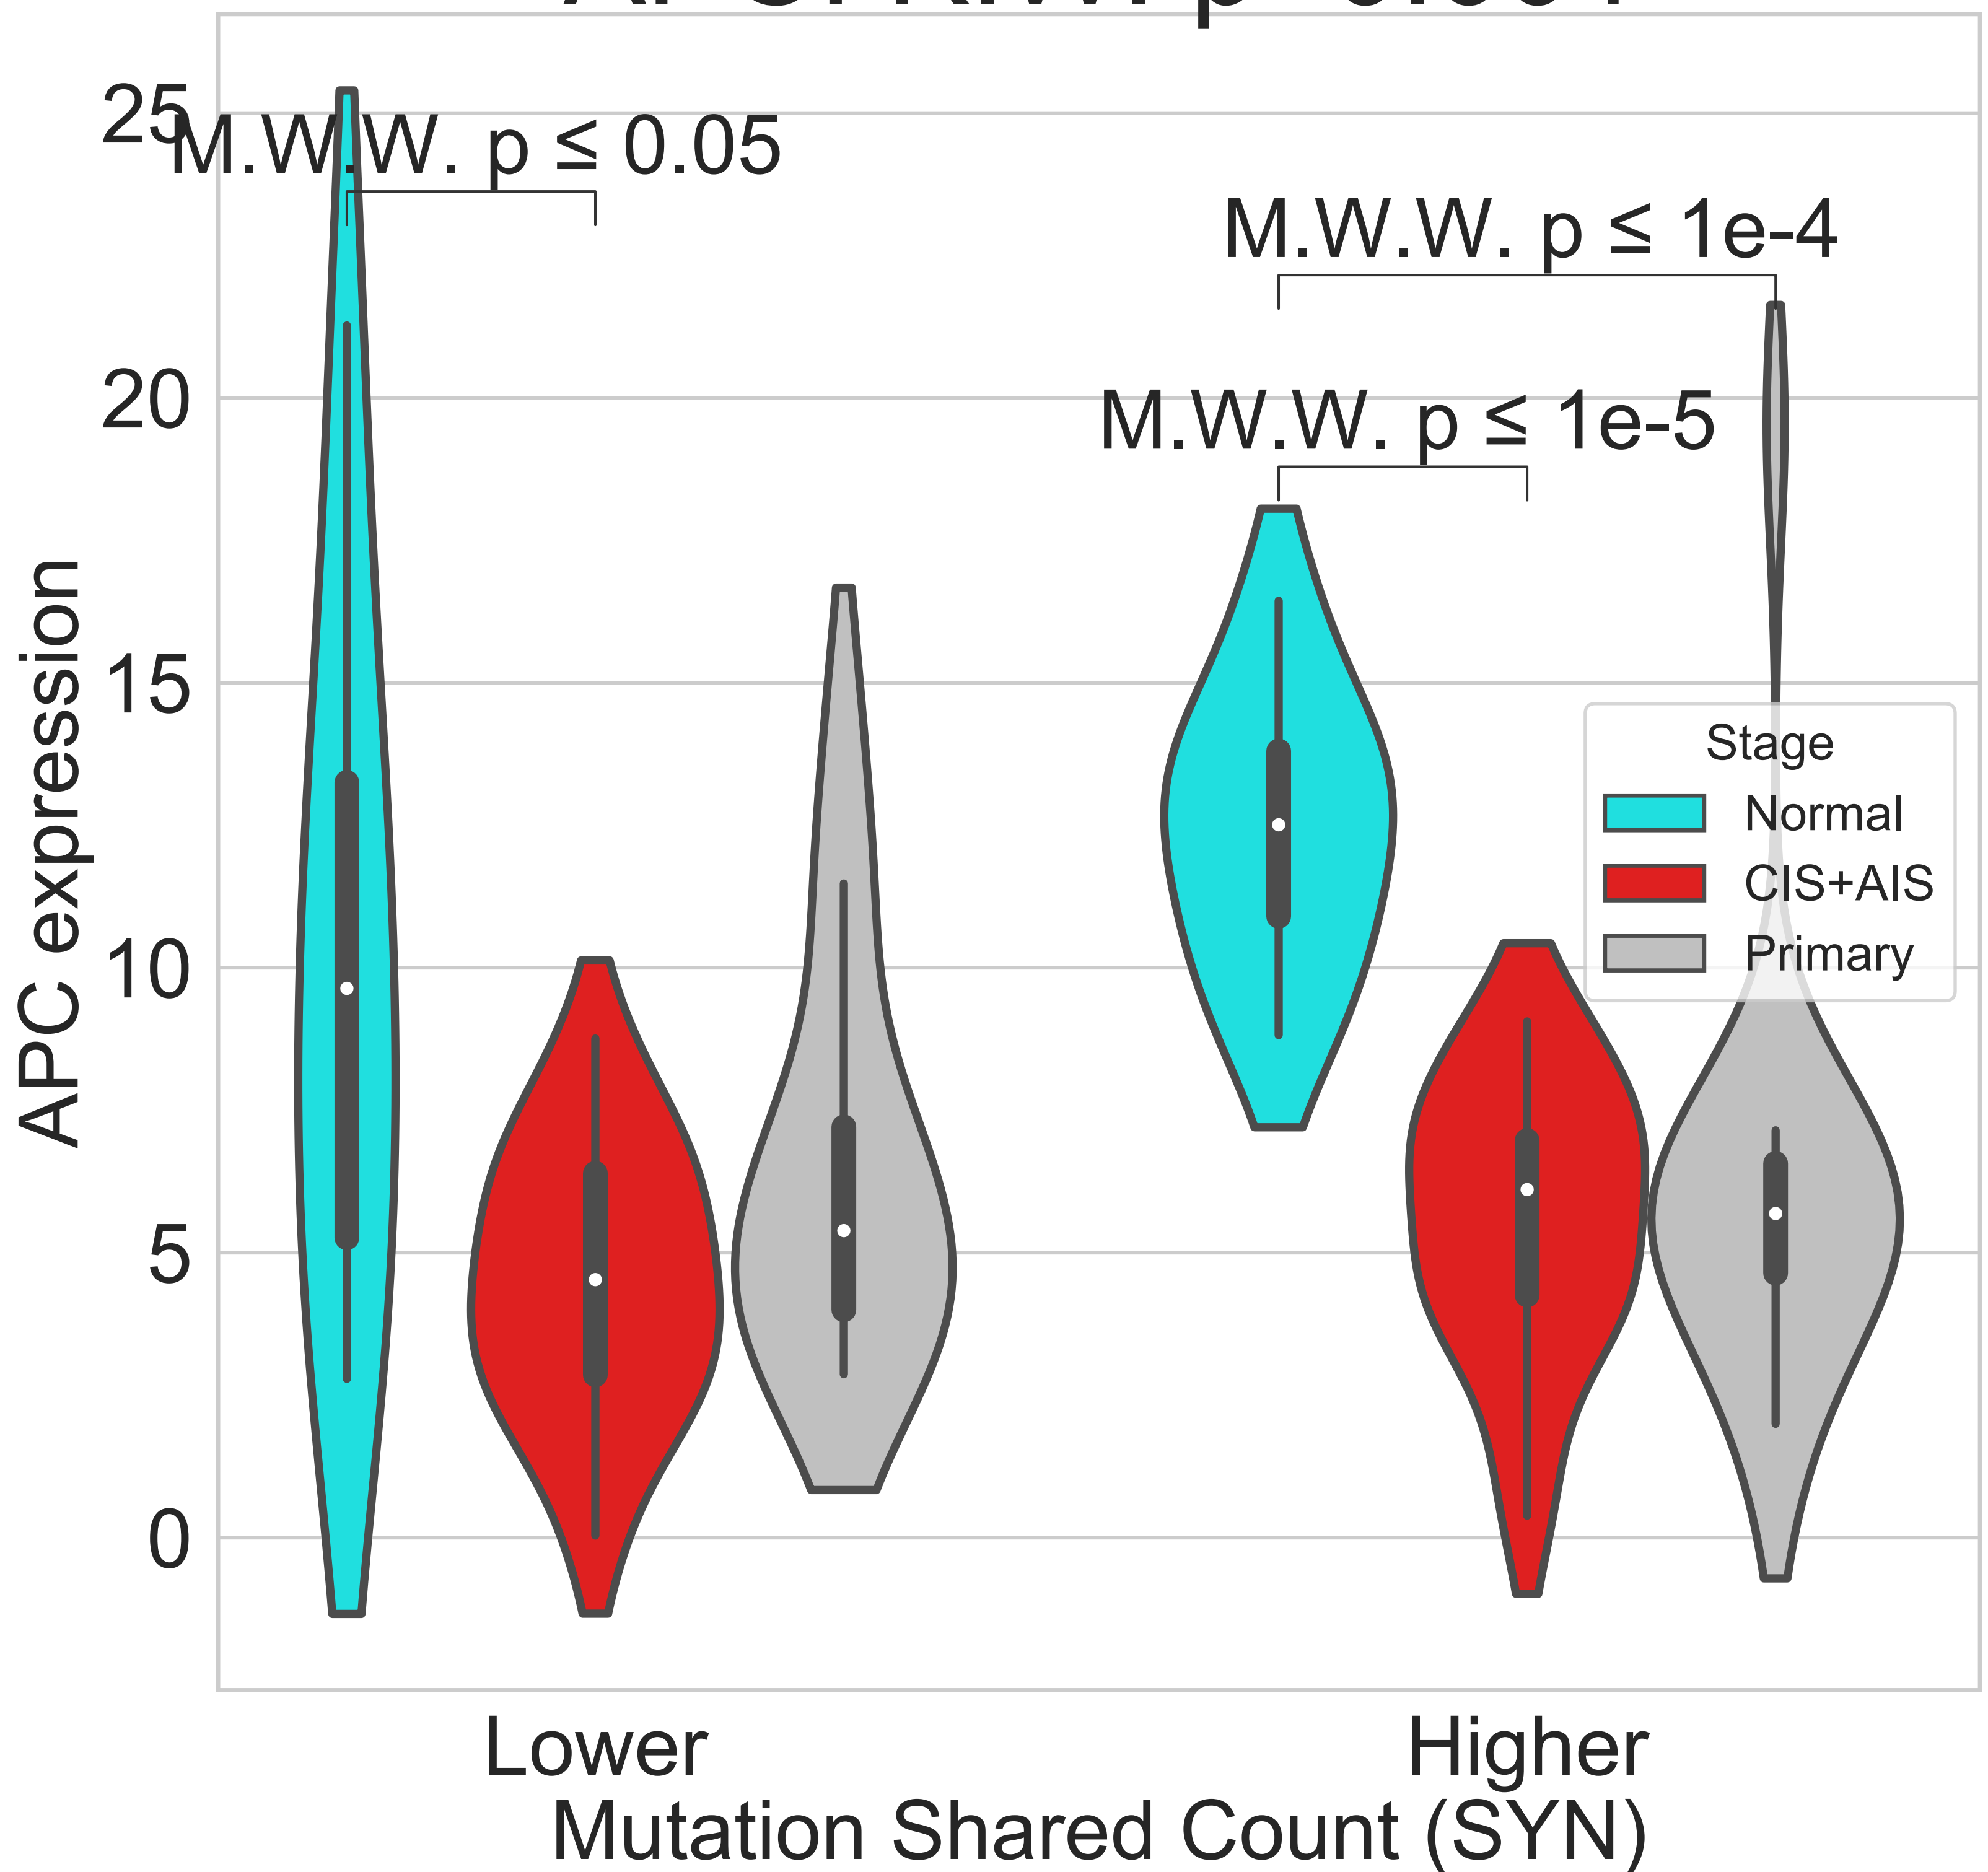 25
20
15
10
5
0
APC expression
M.W.W. p ≤ 0.05
M.W.W. p ≤ 1e-4
M.W.W. p ≤ 1e-5
Stage
Normal
CIS+AIS
Primary
Lower
Higher
Mutation Shared Count (SYN)